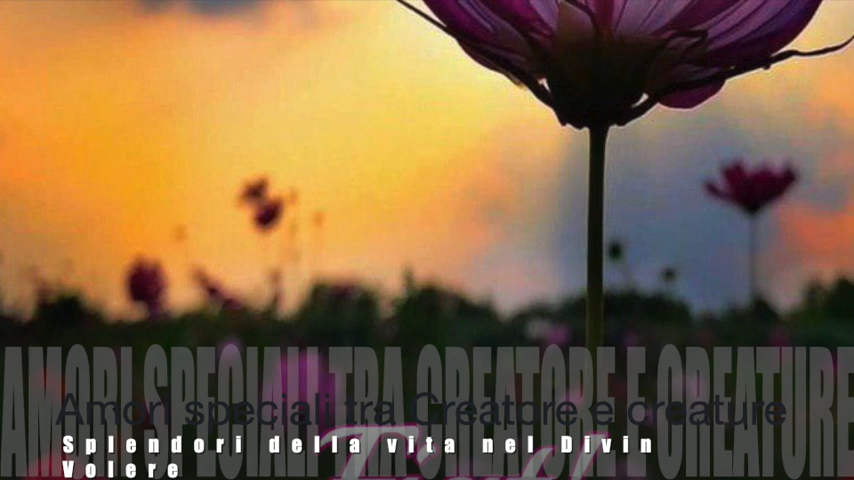 AMORI SPECIALI TRA CREATORE E CREATURE
Amori speciali tra Creatore e creature
Splendori della vita nel Divin
Volere